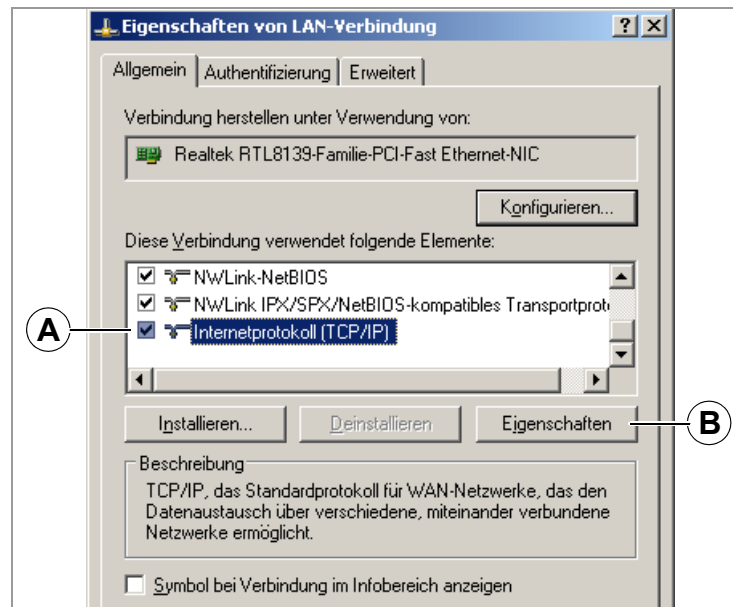 Eigenschaften von LAN-Verbindung
Allgemein Authentifizierung Erweitert
Verbindung herstellen unter Verwendung von:
Realtek RTL8139-Familie-PCI-Fast Ethernet-NIC
Konfigurieren...
Diese Verbindung verwendet folgende Elemente:
NWLink-NetBIOS
NWLink IPX/SPX/NetBIOS-kompatibles Transportprot
A
Internetprotokoll (TCP/IP)
Installieren... Deinstallieren Eigenschaften
B
Beschreibung
TCP/IP, das Standardprotokoll für WAN-Netzwerke, das den
Datenaustausch über verschiedene, miteinander verbundene
Netzwerke ermöglicht.
Symbol bei Verbindung im Infobereich anzeigen